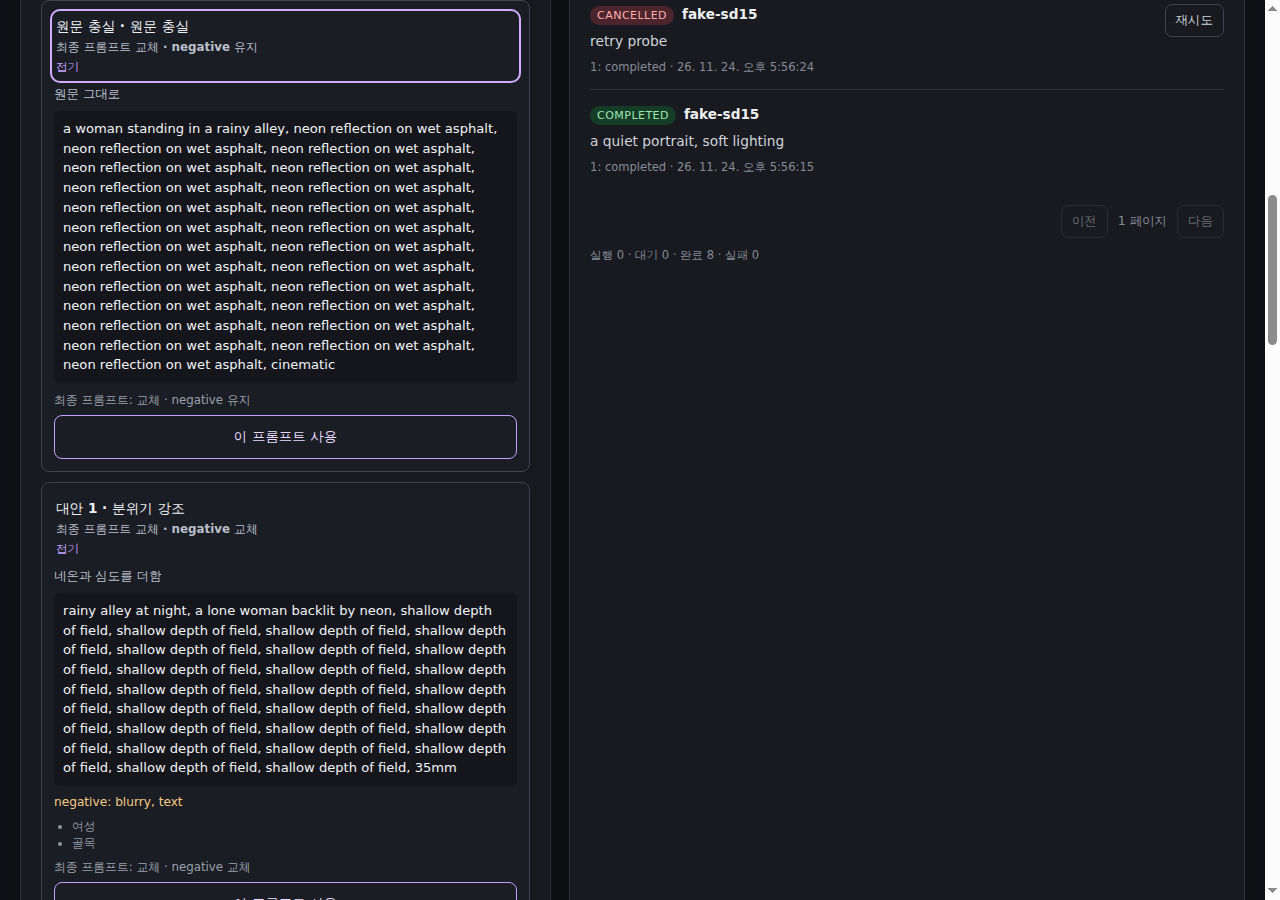 원문 충실 · 원문 충실
최종 프롬프트 교체 · negative 유지
접기
원문 그대로
a woman standing in a rainy alley, neon reflection on wet asphalt,
neon reflection on wet asphalt, neon reflection on wet asphalt,
neon reflection on wet asphalt, neon reflection on wet asphalt,
neon reflection on wet asphalt, neon reflection on wet asphalt,
neon reflection on wet asphalt, neon reflection on wet asphalt,
neon reflection on wet asphalt, neon reflection on wet asphalt,
neon reflection on wet asphalt, neon reflection on wet asphalt,
neon reflection on wet asphalt, neon reflection on wet asphalt,
neon reflection on wet asphalt, neon reflection on wet asphalt,
neon reflection on wet asphalt, neon reflection on wet asphalt,
neon reflection on wet asphalt, neon reflection on wet asphalt,
neon reflection on wet asphalt, neon reflection on wet asphalt,
neon reflection on wet asphalt, cinematic
최종 프롬프트: 교체 · negative 유지
이 프롬프트 사용
대안 1 · 분위기 강조
최종 프롬프트 교체 · negative 교체
접기
네온과 심도를 더함
rainy alley at night, a lone woman backlit by neon, shallow depth
of field, shallow depth of field, shallow depth of field, shallow depth
of field, shallow depth of field, shallow depth of field, shallow depth
of field, shallow depth of field, shallow depth of field, shallow depth
of field, shallow depth of field, shallow depth of field, shallow depth
of field, shallow depth of field, shallow depth of field, shallow depth
of field, shallow depth of field, shallow depth of field, shallow depth
of field, shallow depth of field, shallow depth of field, shallow depth
of field, shallow depth of field, shallow depth of field, 35mm
negative: blurry, text
• 여성
• 골목
최종 프롬프트: 교체 · negative 교체
CANCELLED fake-sd15
재시도
retry probe
1: completed · 26. 11. 24. 오후 5:56:24
COMPLETED fake-sd15
a quiet portrait, soft lighting
1: completed · 26. 11. 24. 오후 5:56:15
이전 1 페이지 다음
실행 0 · 대기 0 · 완료 8 · 실패 0